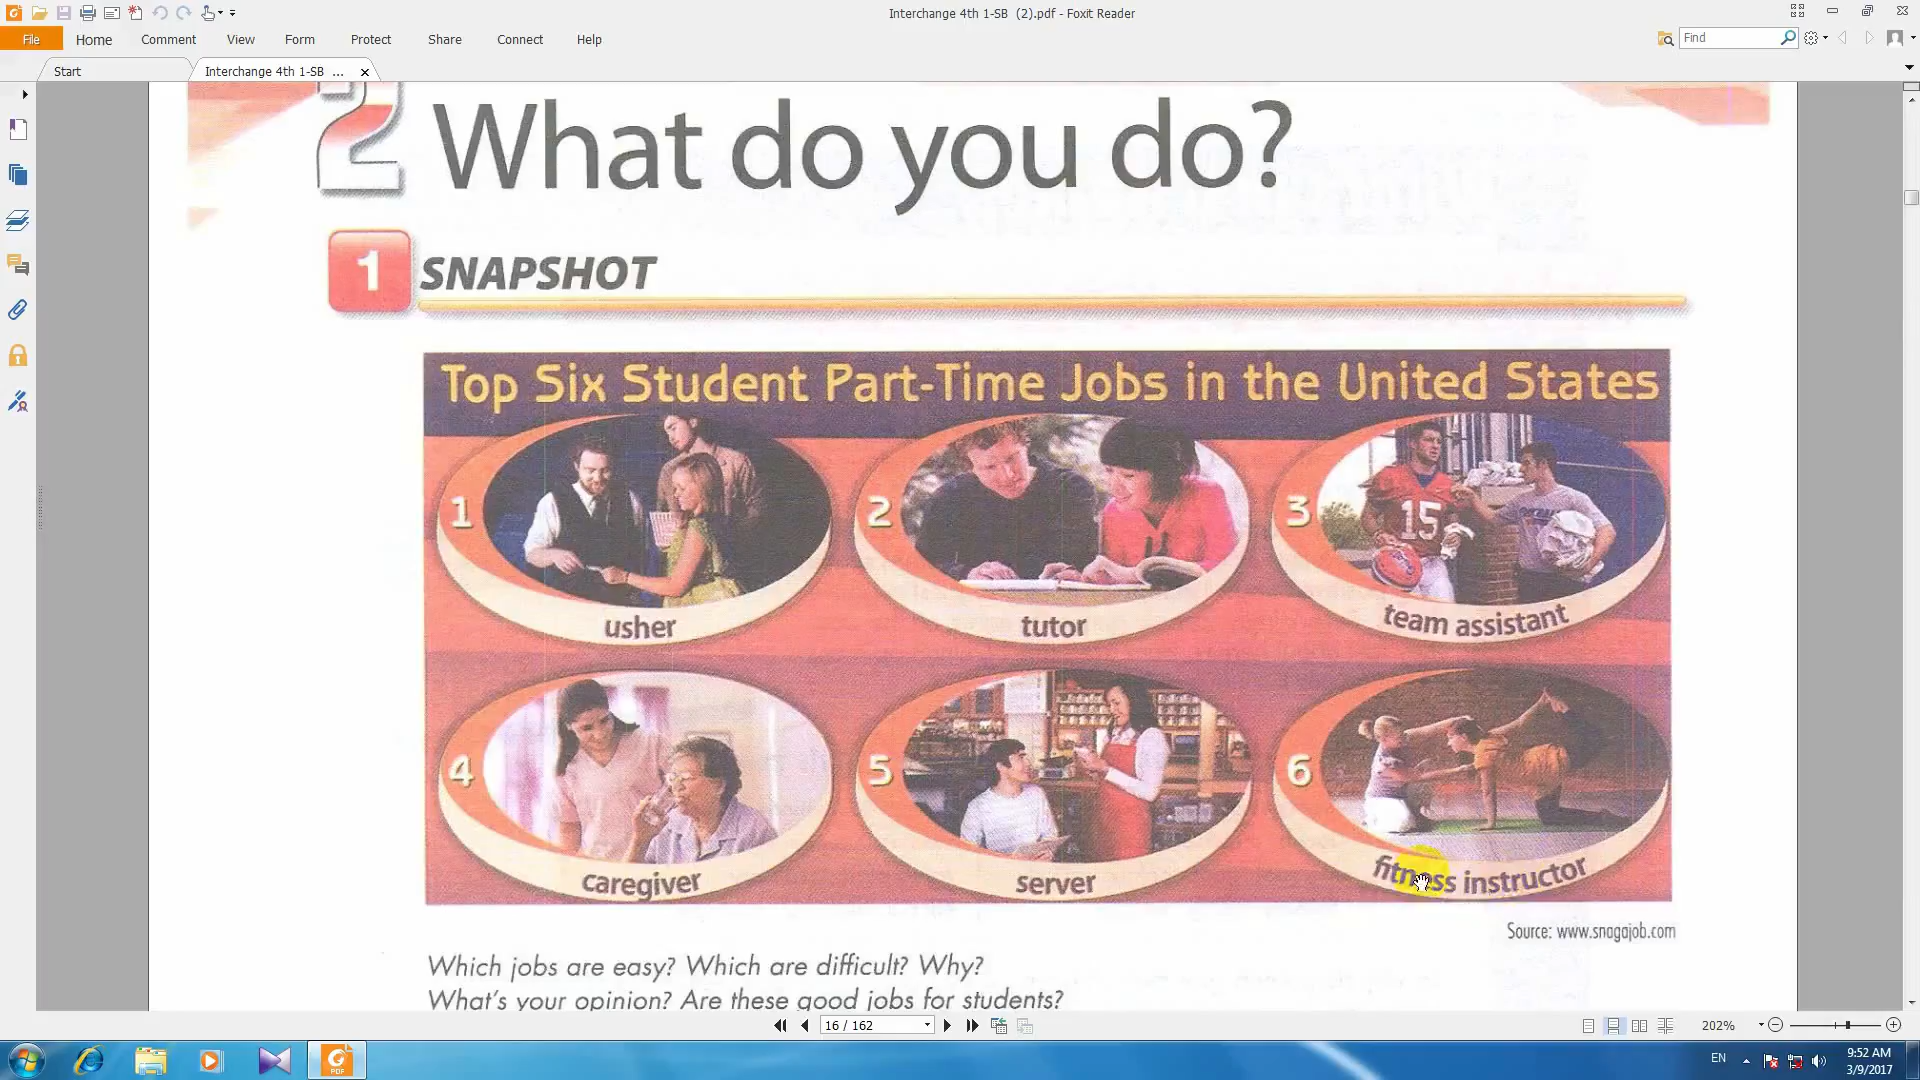 Interchange 4th 1-SB (2).pdf - Foxit Reader
File Home Comment View Form Protect Share Connect Help
Find
Start
Interchange 4th 1-SB ...
2 What do you do?
1 SNAPSHOT
Top Six Student Part-Time Jobs in the United States
1
usher
2
tutor
3
15
team assistant
4
caregiver
5
server
6
fitness instructor
Source: www.snagajob.com
Which jobs are easy? Which are difficult? Why?
What's your opinion? Are these good jobs for students?
16 / 162
202%
PDF
EN
9:52 AM
3/9/2017